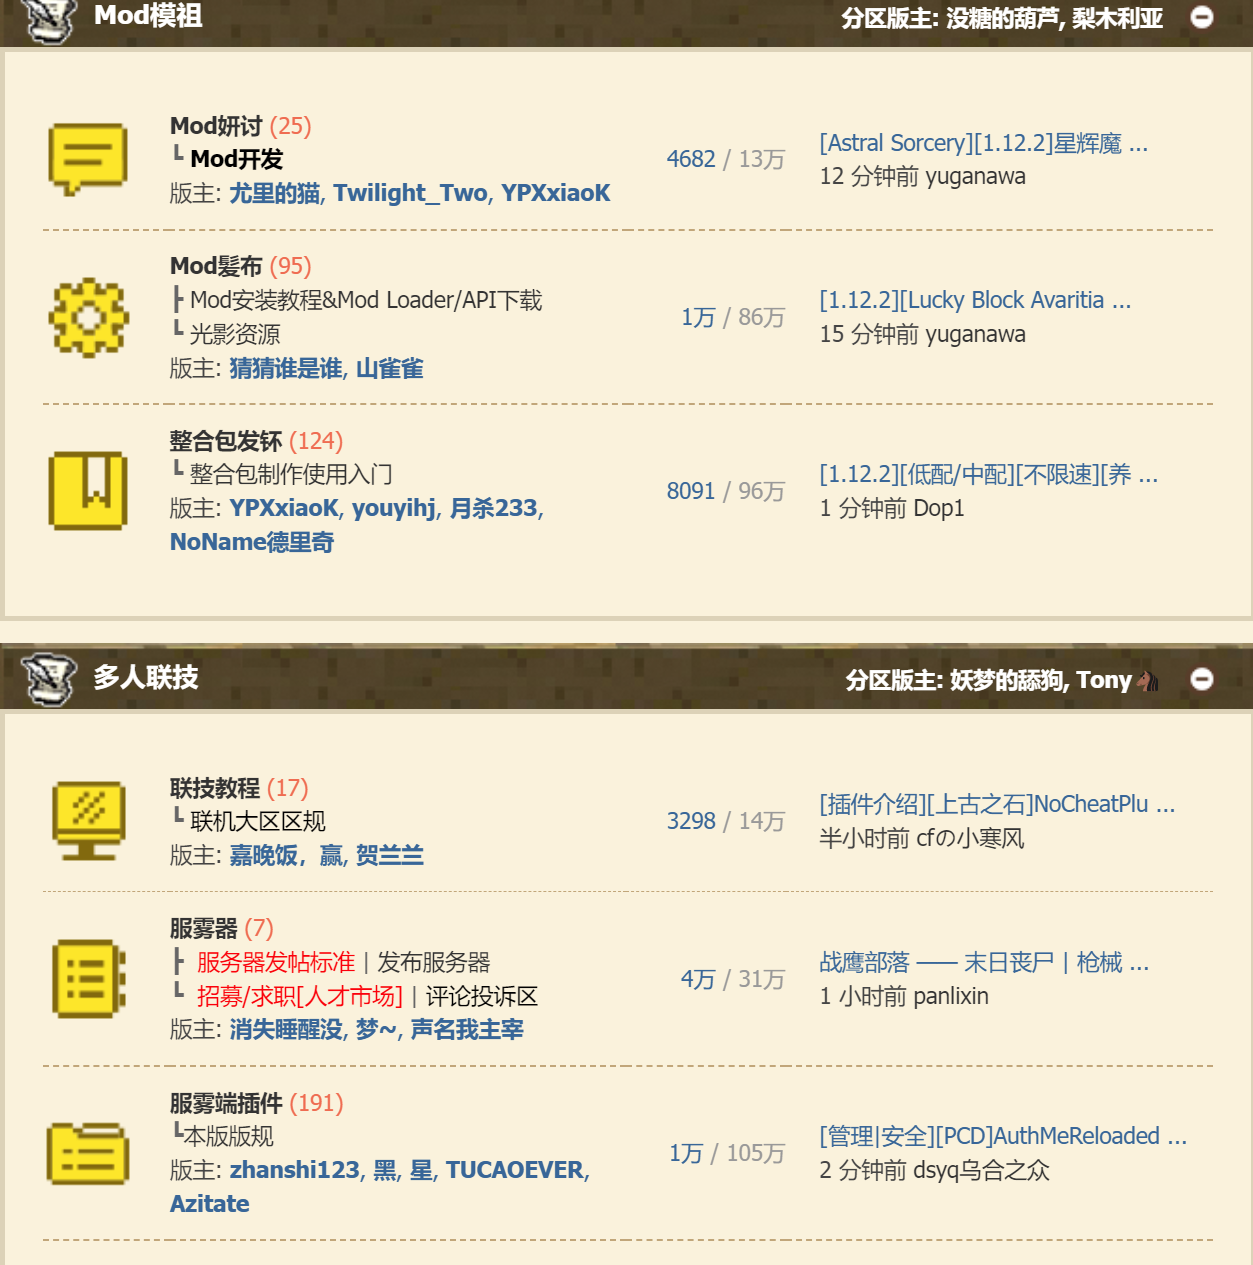 Mod模祖
分区版主: 没糖的葫芦, 梨木利亚
Mod妍讨 (25)
┗ Mod开发
版主: 尤里的猫, Twilight_Two, YPXxiaoK
4682 / 13万
[Astral Sorcery][1.12.2]星辉魔 ...
12 分钟前 yuganawa
Mod髪布 (95)
┣ Mod安装教程&Mod Loader/API下载
┗ 光影资源
版主: 猜猜谁是谁, 山雀雀
1万 / 86万
[1.12.2][Lucky Block Avaritia ...
15 分钟前 yuganawa
整合包发钚 (124)
┗ 整合包制作使用入门
版主: YPXxiaoK, youyihj, 月杀233,
NoName德里奇
8091 / 96万
[1.12.2][低配/中配][不限速][养 ...
1 分钟前 Dop1
多人联技
分区版主: 妖梦的舔狗, Tony🐴
联技教程 (17)
┗ 联机大区区规
版主: 嘉晚饭，赢, 贺兰兰
3298 / 14万
[插件介绍][上古之石]NoCheatPlu ...
半小时前 cfの小寒风
服雾器 (7)
┣ 服务器发帖标准 | 发布服务器
┗ 招募/求职[人才市场] | 评论投诉区
版主: 消失睡醒没, 梦~, 声名我主宰
4万 / 31万
战鹰部落 —— 末日丧尸 | 枪械 ...
1 小时前 panlixin
服雾端插件 (191)
┗本版版规
版主: zhanshi123, 黑, 星, TUCAOEVER,
Azitate
1万 / 105万
[管理|安全][PCD]AuthMeReloaded ...
2 分钟前 dsyq乌合之众